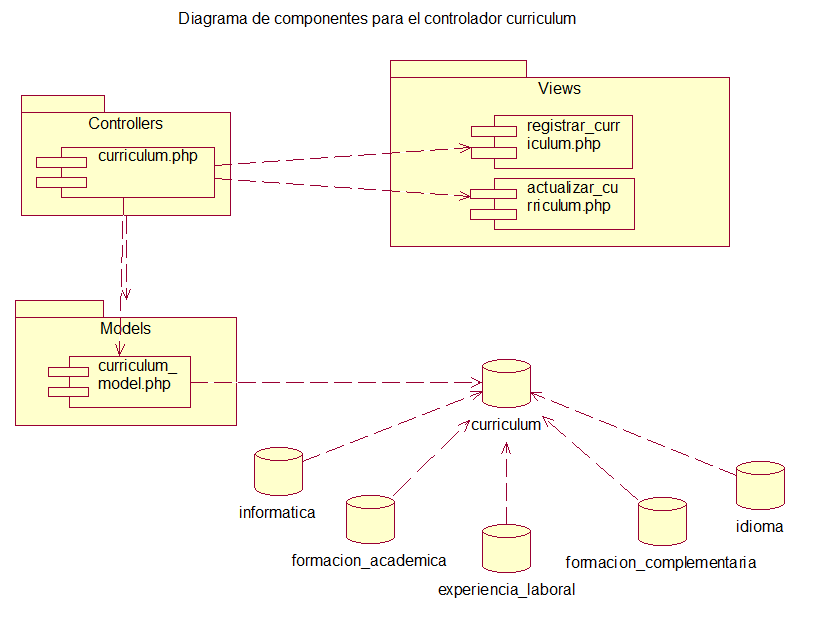 Diagrama de componentes para el controlador curriculum
Controllers
curriculum.php
Views
registrar_curr
iculum.php
actualizar_cu
rriculum.php
Models
curriculum_
model.php
curriculum
informatica
formacion_academica
experiencia_laboral
formacion_complementaria
idioma